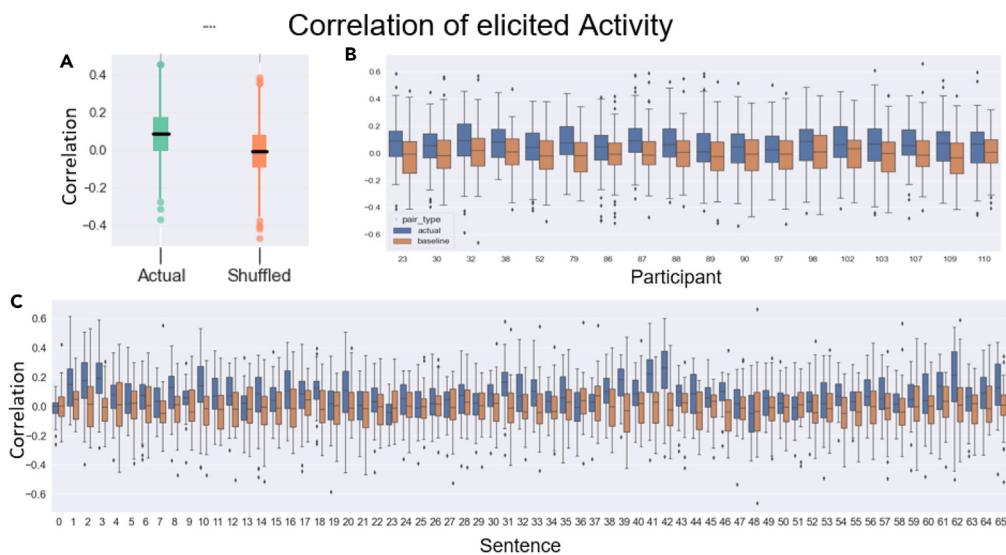 Correlation of elicited Activity
A
Correlation
0.4
0.2
0.0
−0.2
−0.4
Actual Shuffled
B
0.6
0.4
0.2
0.0
−0.2
−0.4
−0.6
pair_type
actual
baseline
23 30 32 38 52 79 86 87 88 89 90 97 98 102 103 107 109 110
Participant
C
Correlation
0.6
0.4
0.2
0.0
−0.2
−0.4
−0.6
0 1 2 3 4 5 6 7 8 9 10 11 12 13 14 15 16 17 18 19 20 21 22 23 24 25 26 27 28 29 30 31 32 33 34 35 36 37 38 39 40 41 42 43 44 45 46 47 48 49 50 51 52 53 54 55 56 57 58 59 60 61 62 63 64 65
Sentence